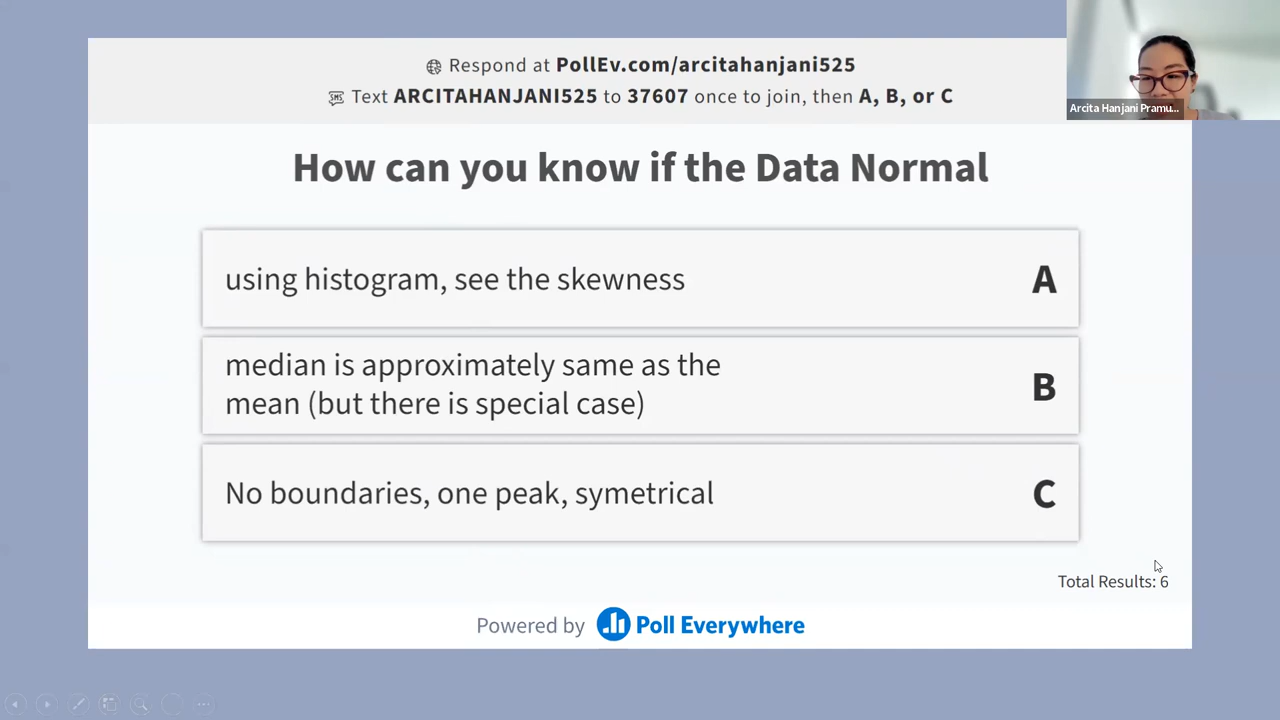 Respond at PollEv.com/arcitahanjani525
Text ARCITAHANJANI525 to 37607 once to join, then A, B, or C
Arcita Hanjani Pramu...
How can you know if the Data Normal
using histogram, see the skewness A
median is approximately same as the
mean (but there is special case) B
No boundaries, one peak, symetrical C
Total Results: 6
Powered by Poll Everywhere